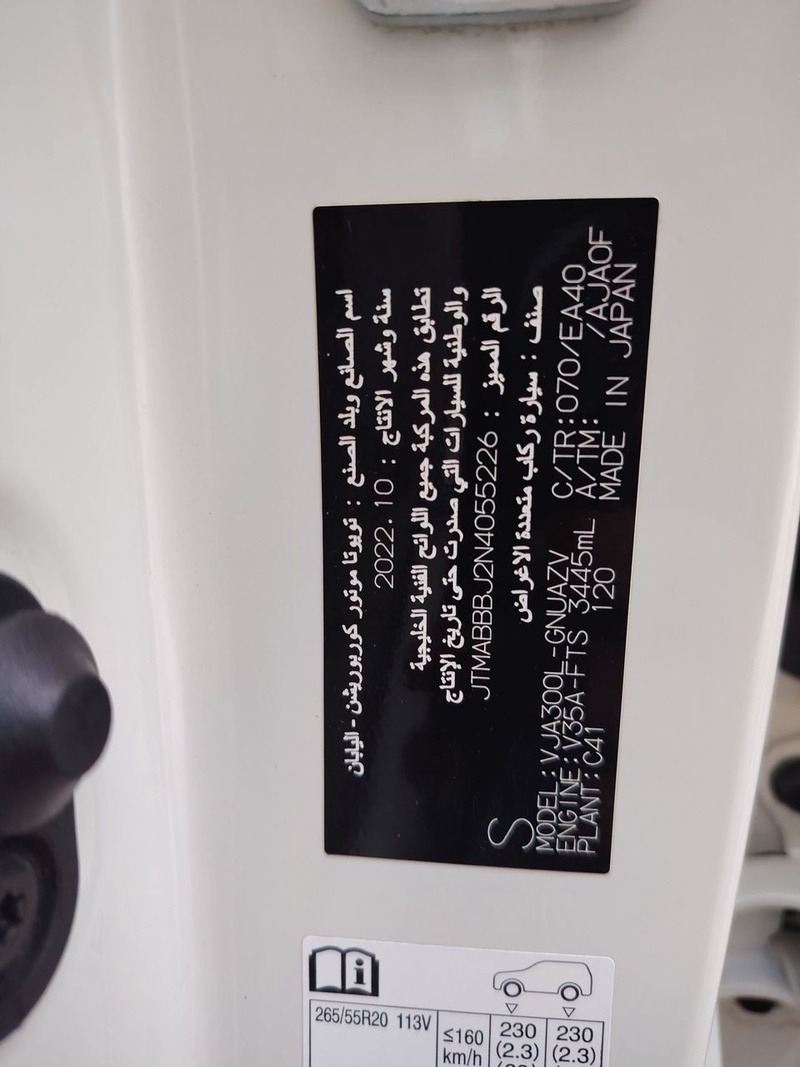 اسم الصانع وبلد الصنع : تويوتا موتور كوربوريشن - اليابان
سنة وشهر الانتاج : 2022.10
تطابق هذه المركبة جميع اللوائح الفنية الخليجية
والوطنية للسيارات التي صدرت حتى تاريخ الإنتاج
الرقم المميز : JTMABBBJ2N4055226
صنف : سيارة ركاب متعددة الاغراض
S
MODEL:VJA300L-GNUAZV C/TR:070/EA40
ENGINE:V35A-FTS 3445mL A/TM: /AJA0F
PLANT:C41 120 MADE IN JAPAN
265/55R20 113V
≤160 km/h
230 230
(2.3) (2.3)